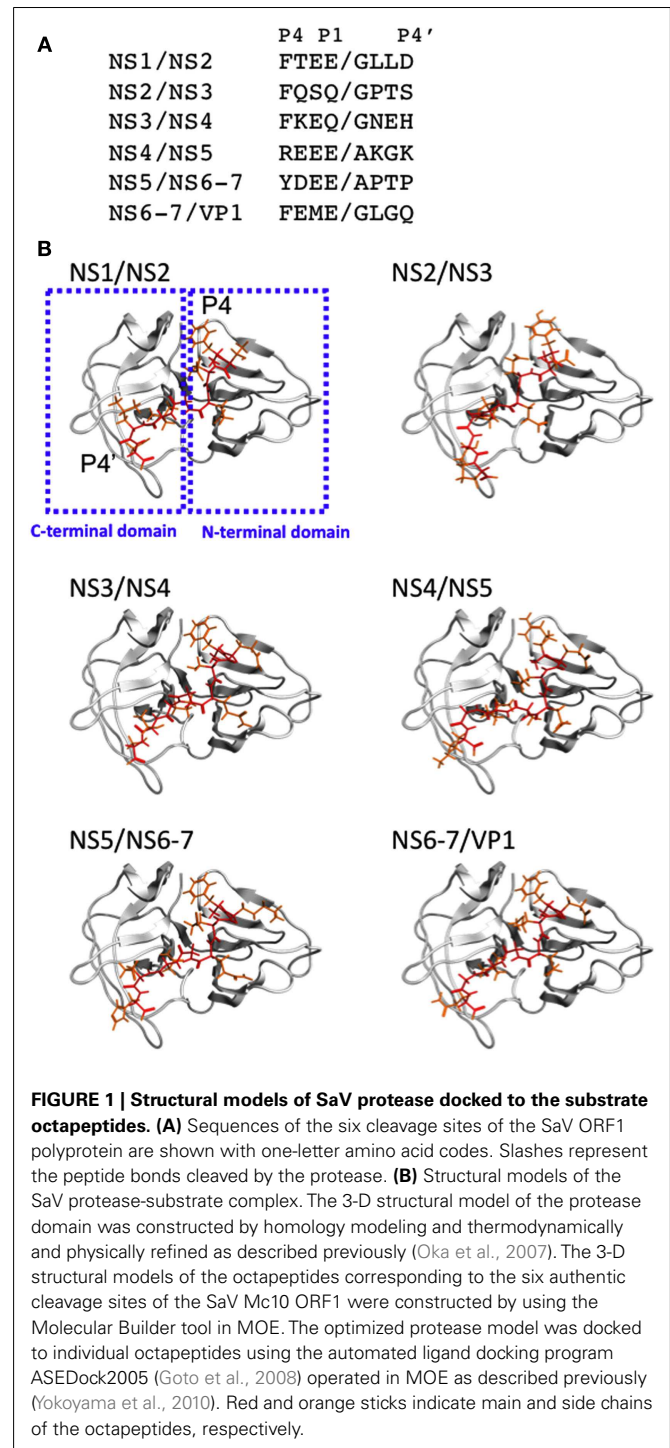 A
P4 P1 P4′
NS1/NS2 FTEE/GLLD
NS2/NS3 FQSQ/GPTS
NS3/NS4 FKEQ/GNEH
NS4/NS5 REEE/AKGK
NS5/NS6-7 YDEE/APTP
NS6-7/VP1 FEME/GLGQ
B
NS1/NS2 NS2/NS3
P4
P4'
C-terminal domain N-terminal domain
NS3/NS4 NS4/NS5
NS5/NS6-7 NS6-7/VP1
FIGURE 1 | Structural models of SaV protease docked to the substrate
octapeptides. (A) Sequences of the six cleavage sites of the SaV ORF1
polyprotein are shown with one-letter amino acid codes. Slashes represent
the peptide bonds cleaved by the protease. (B) Structural models of the
SaV protease-substrate complex. The 3-D structural model of the protease
domain was constructed by homology modeling and thermodynamically
and physically refined as described previously (Oka et al., 2007). The 3-D
structural models of the octapeptides corresponding to the six authentic
cleavage sites of the SaV Mc10 ORF1 were constructed by using the
Molecular Builder tool in MOE. The optimized protease model was docked
to individual octapeptides using the automated ligand docking program
ASEDock2005 (Goto et al., 2008) operated in MOE as described previously
(Yokoyama et al., 2010). Red and orange sticks indicate main and side chains
of the octapeptides, respectively.